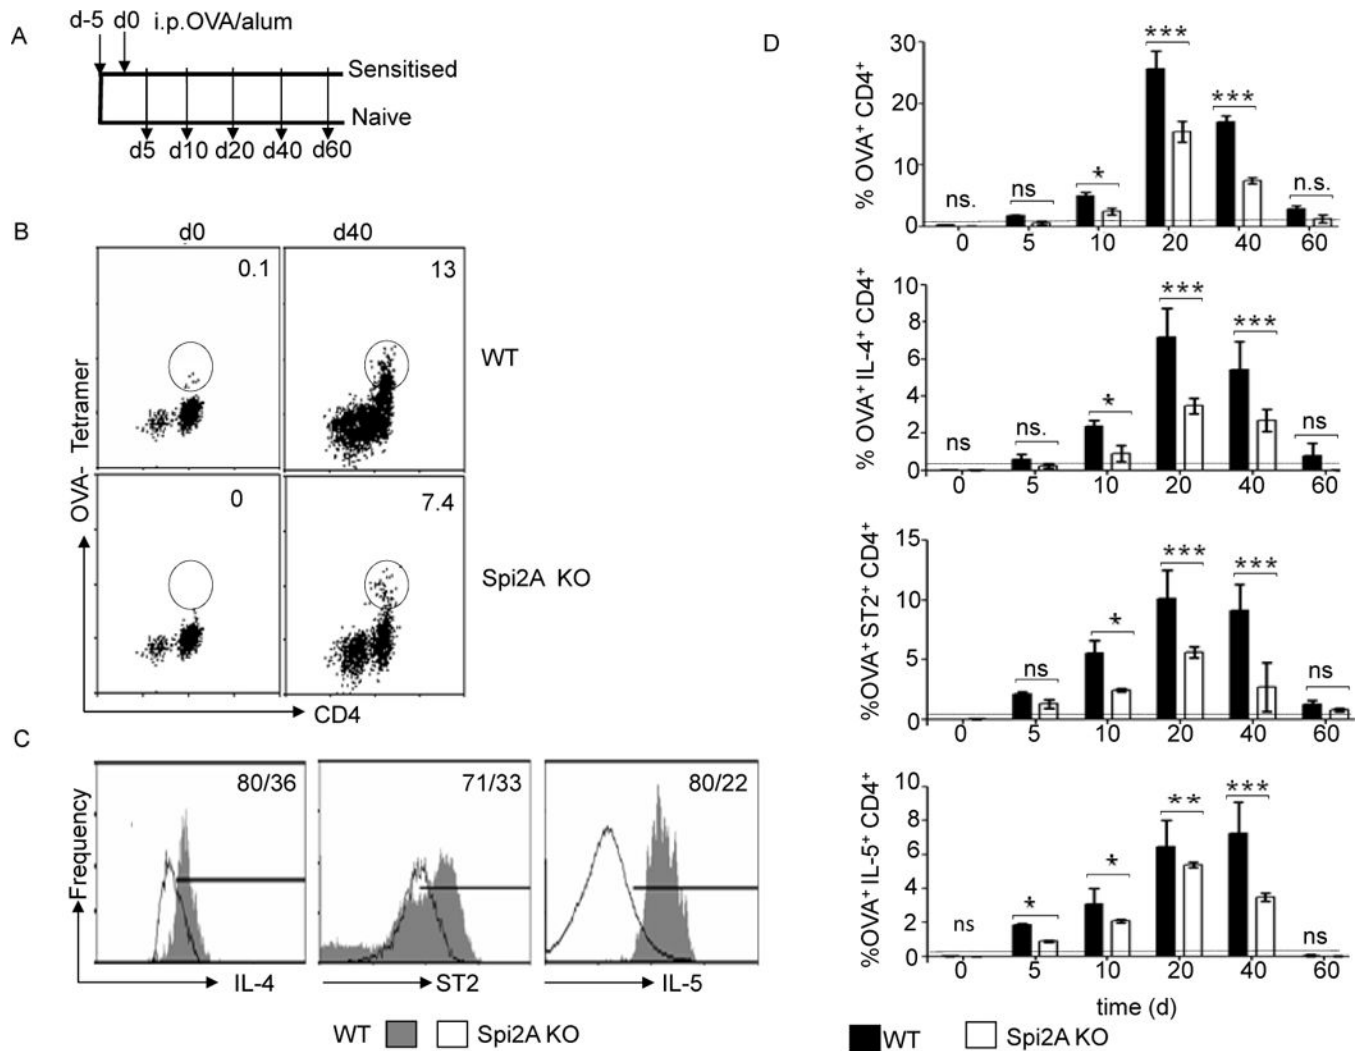 A
d-5 d0 i.p.OVA/alum
Sensitised
Naive
d5 d10 d20 d40 d60
B
d0 d40
0.1 13
WT
0 7.4
Spi2A KO
OVA- Tetramer
CD4
C
80/36 71/33 80/22
Frequency
IL-4 ST2 IL-5
WT Spi2A KO
D
% OVA+ CD4+
30
20
10
0
ns. ns * *** *** n.s.
0 5 10 20 40 60
% OVA+ IL-4+ CD4+
10
8
6
4
2
0
ns ns. * *** *** ns
0 5 10 20 40 60
%OVA+ ST2+ CD4+
15
10
5
0
ns * *** *** ns
0 5 10 20 40 60
%OVA+ IL-5+ CD4+
10
8
6
4
2
0
ns * * ** *** ns
0 5 10 20 40 60
time (d)
WT Spi2A KO